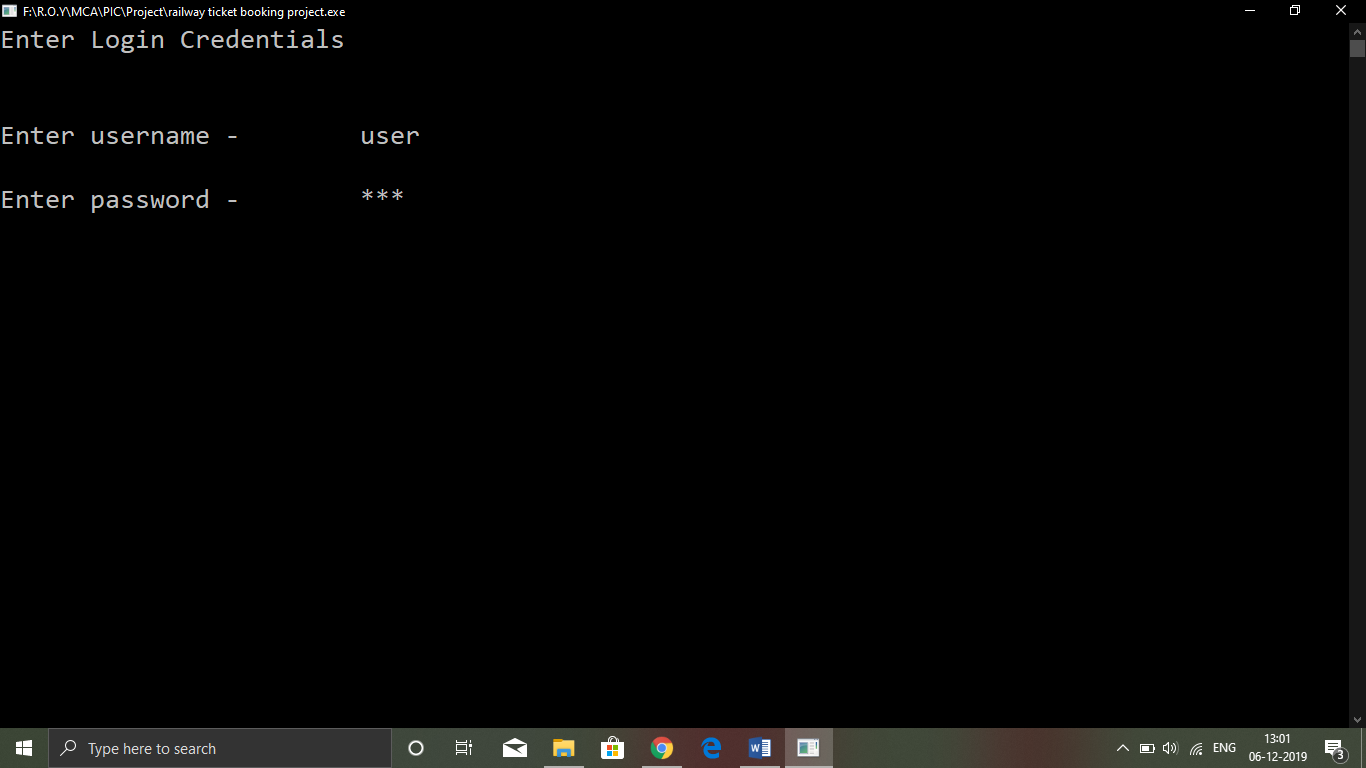 F:\R.O.Y\MCA\PIC\Project\railway ticket booking project.exe
Enter Login Credentials
Enter username - user
Enter password - ***
Type here to search
ENG
13:01
06-12-2019
3